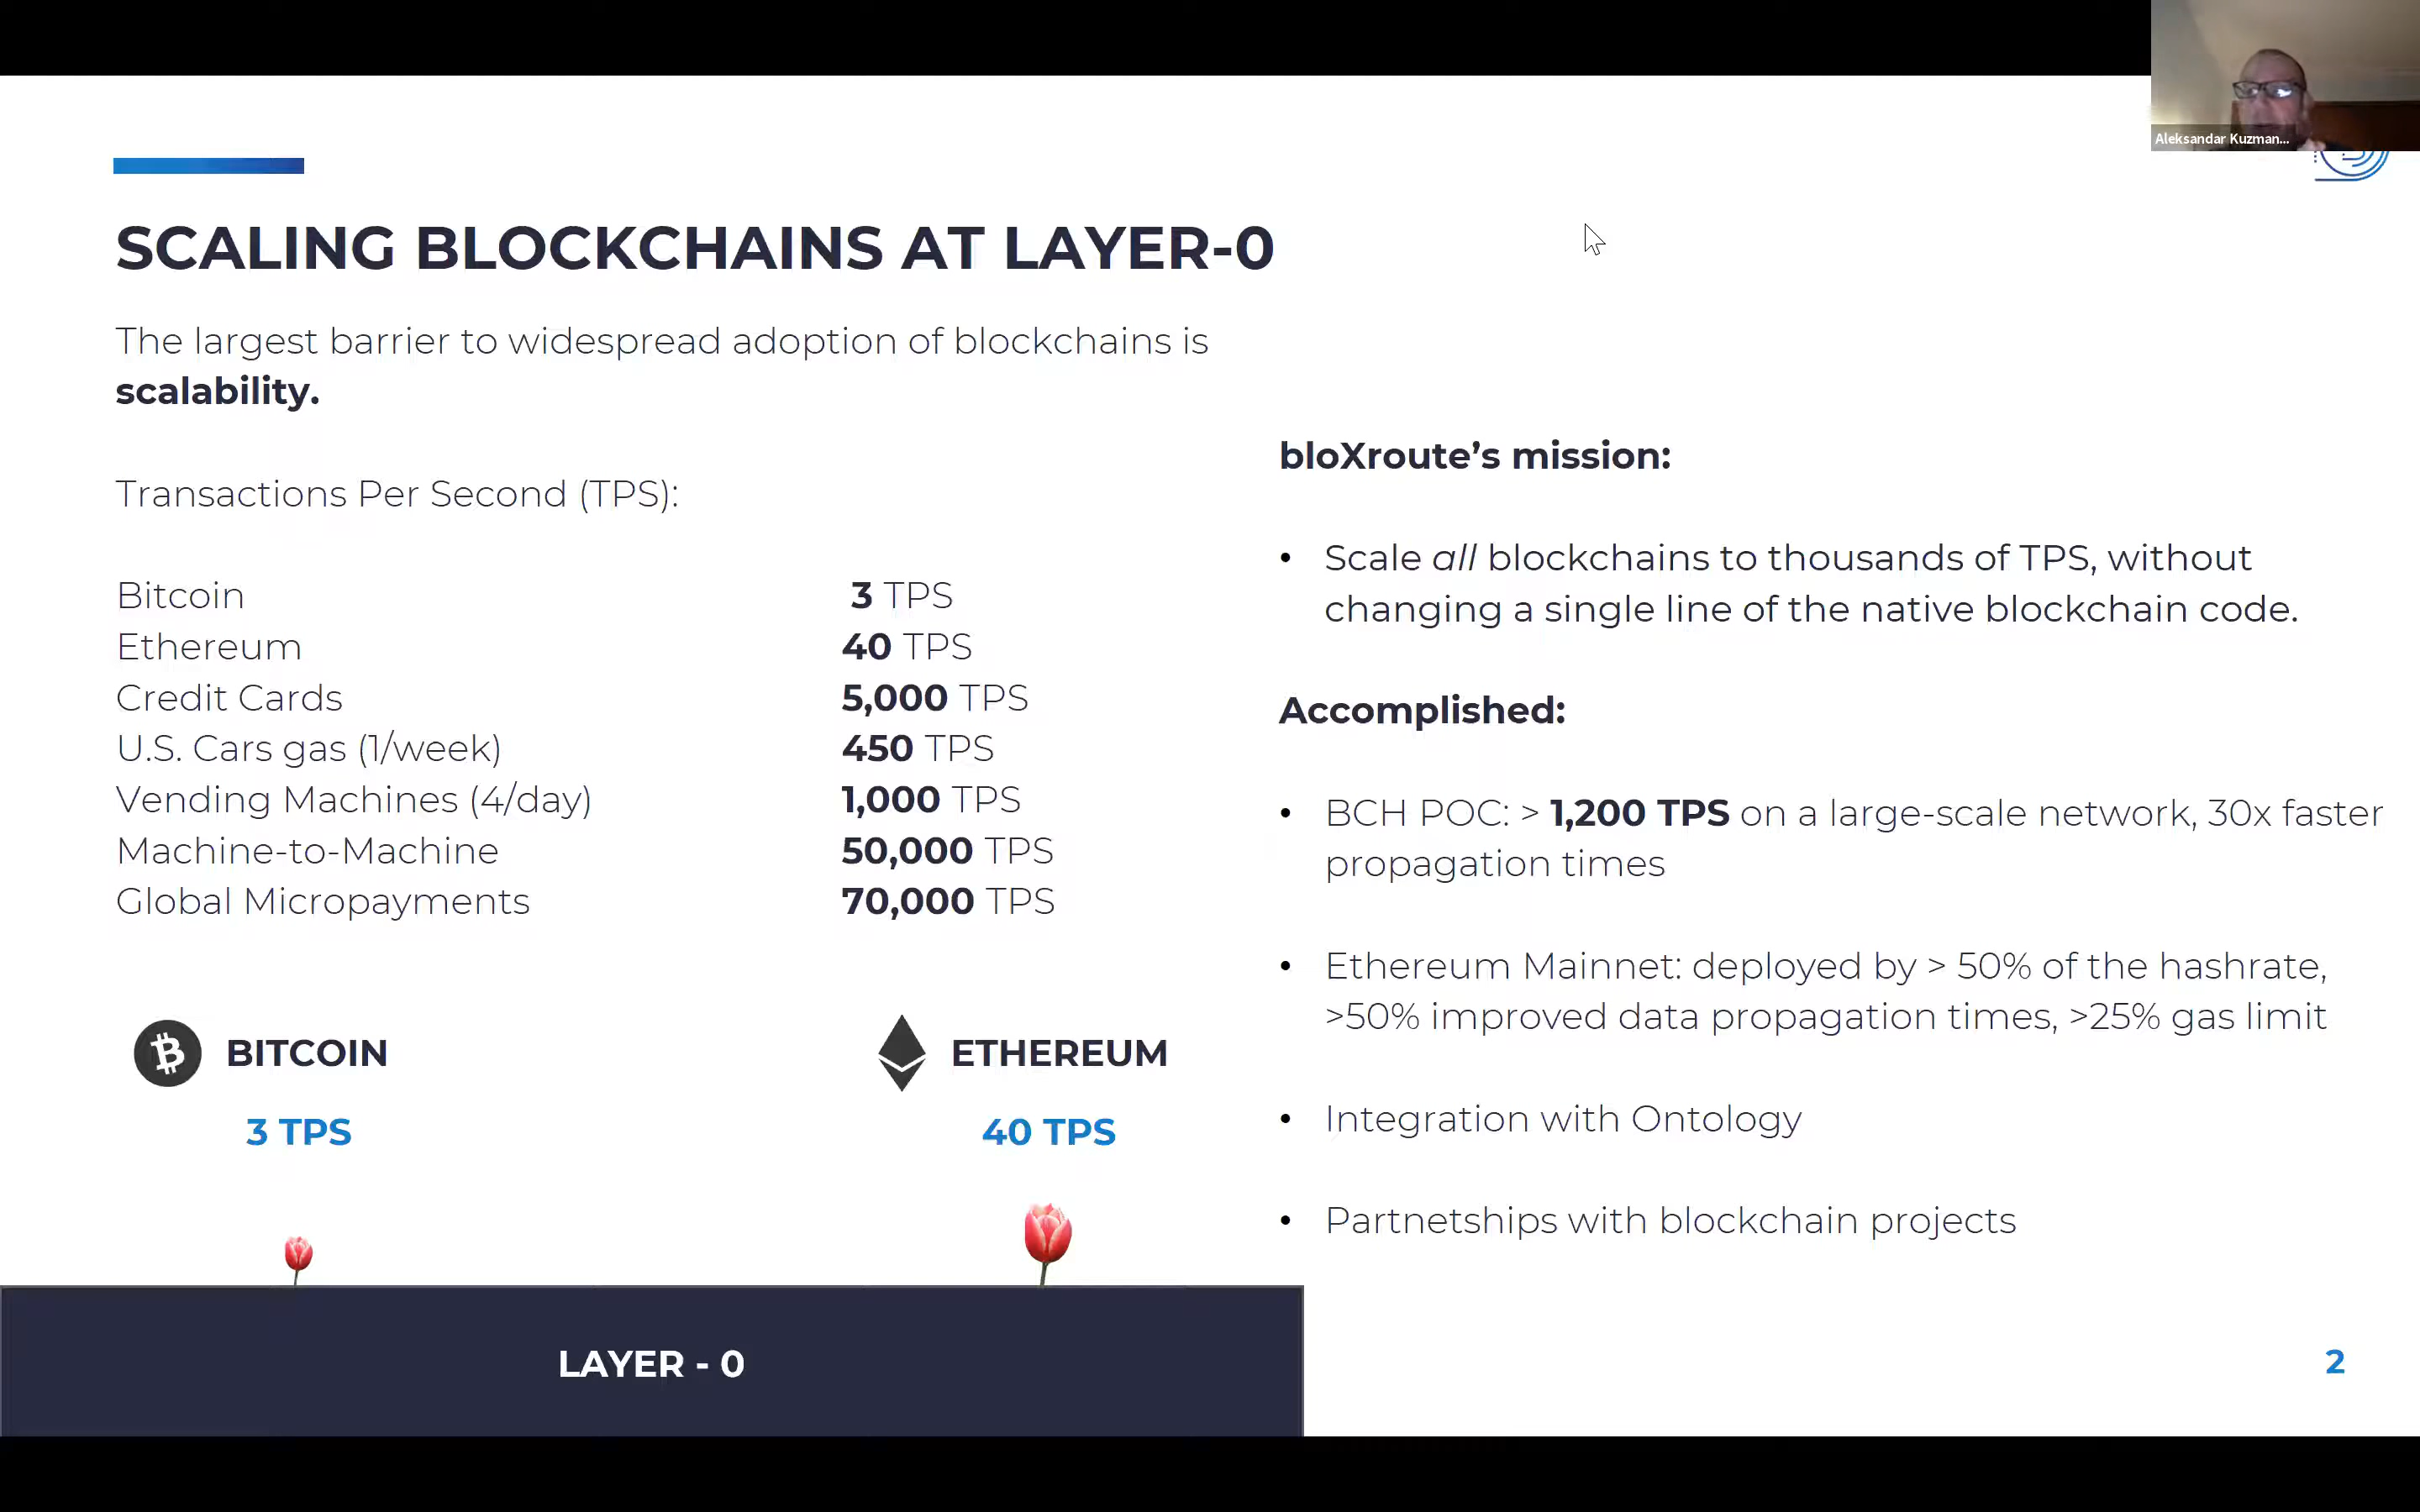 Aleksandar Kuzman...
SCALING BLOCKCHAINS AT LAYER-0
The largest barrier to widespread adoption of blockchains is
scalability.
Transactions Per Second (TPS):
Bitcoin 3 TPS
Ethereum 40 TPS
Credit Cards 5,000 TPS
U.S. Cars gas (1/week) 450 TPS
Vending Machines (4/day) 1,000 TPS
Machine-to-Machine 50,000 TPS
Global Micropayments 70,000 TPS
BITCOIN
3 TPS
ETHEREUM
40 TPS
LAYER - 0
bloXroute’s mission:
• Scale all blockchains to thousands of TPS, without
changing a single line of the native blockchain code.
Accomplished:
• BCH POC: > 1,200 TPS on a large-scale network, 30x faster
propagation times
• Ethereum Mainnet: deployed by > 50% of the hashrate,
>50% improved data propagation times, >25% gas limit
• Integration with Ontology
• Partnetships with blockchain projects
2